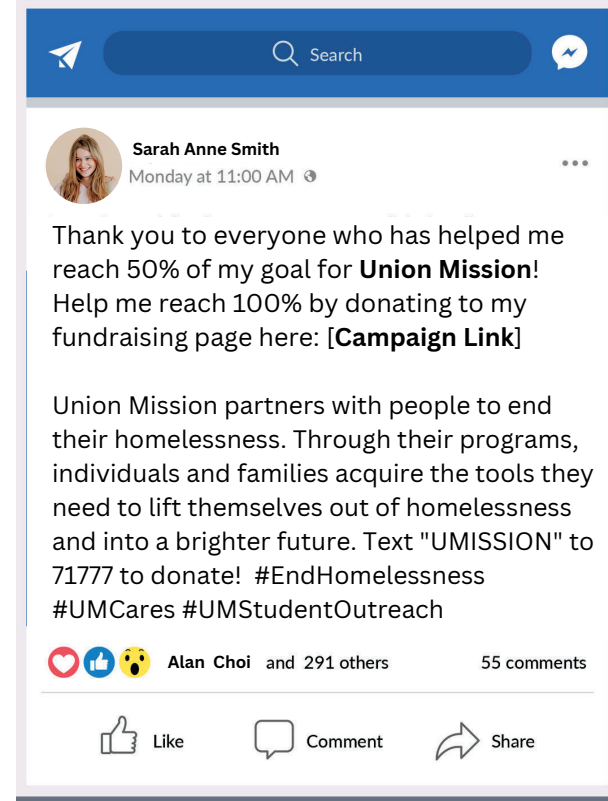 Search
Sarah Anne Smith
Monday at 11:00 AM
Thank you to everyone who has helped me
reach 50% of my goal for Union Mission!
Help me reach 100% by donating to my
fundraising page here: [Campaign Link]
Union Mission partners with people to end
their homelessness. Through their programs,
individuals and families acquire the tools they
need to lift themselves out of homelessness
and into a brighter future. Text "UMISSION" to
71777 to donate! #EndHomelessness
#UMCares #UMStudentOutreach
Alan Choi and 291 others 55 comments
Like Comment Share